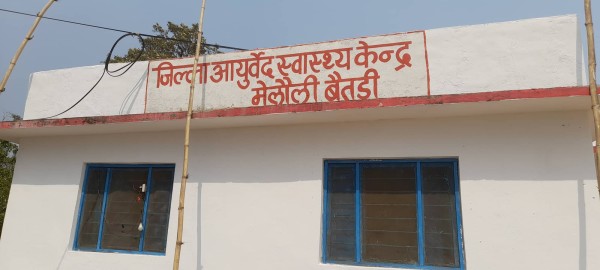 जिल्ला आयुर्वेद स्वास्थ्य केन्द्र
मेलौली बैतडी